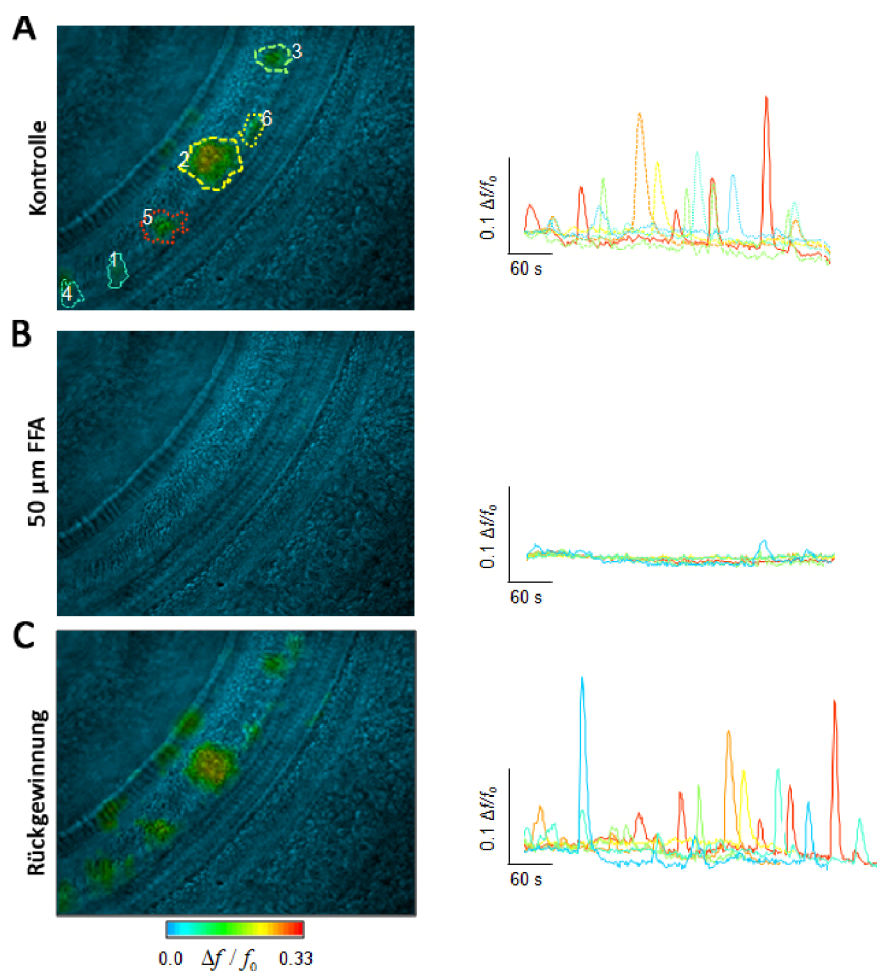 A
Kontrolle
3
6
2
5
1
4
0.1 Δf/f0
60 s
B
50 µm FFA
0.1 Δf/f0
60 s
C
Rückgewinnung
0.1 Δf/f0
60 s
0.0 Δf / f0 0.33